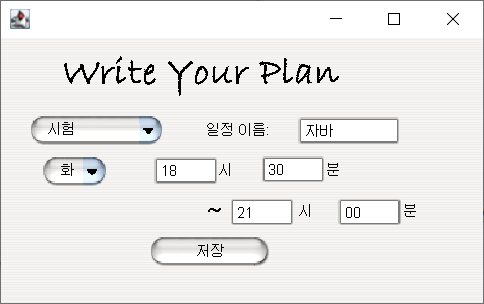 Write Your Plan
시험 일정 이름: 자바
화 18 시 30 분
~ 21 시 00 분
저장